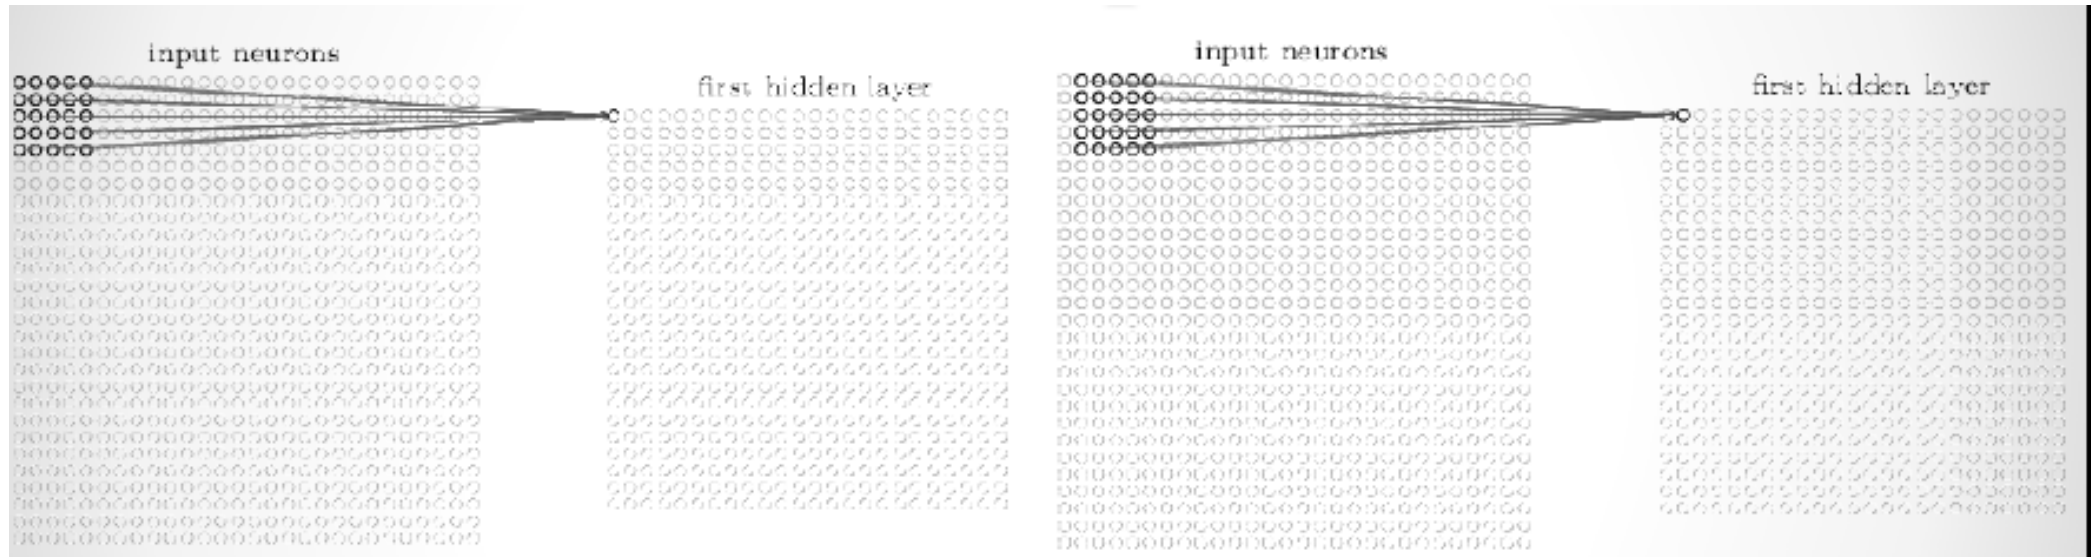 input neurons
first hidden layer
input neurons
first hidden layer